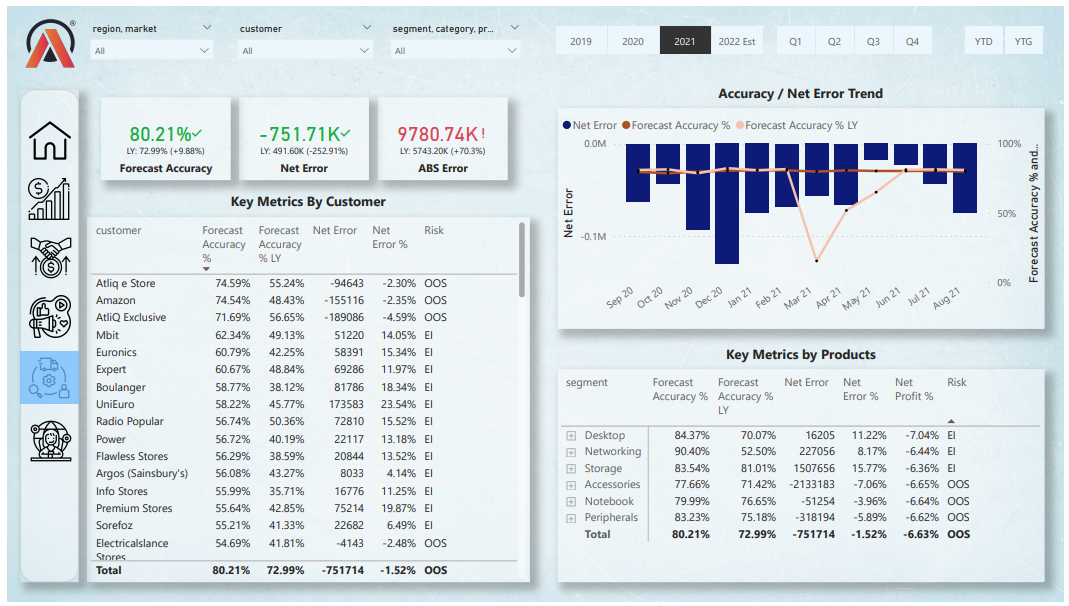 region, market
customer
segment, category, pr...
All
All
All
2019 2020 2021 2022 Est Q1 Q2 Q3 Q4 YTD YTG
80.21%
LY: 72.99% (+9.88%)
Forecast Accuracy
-751.71K
LY: 491.60K (-252.91%)
Net Error
9780.74K !
LY: 5743.20K (+70.3%)
ABS Error
Accuracy / Net Error Trend
Net Error Forecast Accuracy % Forecast Accuracy % LY
0.0M
-0.1M
Net Error
100%
50%
0%
Forecast Accuracy % and...
Sep 20 Oct 20 Nov 20 Dec 20 Jan 21 Feb 21 Mar 21 Apr 21 May 21 Jun 21 Jul 21 Aug 21
Key Metrics By Customer
customer Forecast Accuracy % Forecast Accuracy % LY Net Error Net Error % Risk
Atliq e Store 74.59% 55.24% -94643 -2.30% OOS
Amazon 74.54% 48.43% -155116 -2.35% OOS
AtliQ Exclusive 71.69% 56.65% -189086 -4.59% OOS
Mbit 62.34% 49.13% 51220 14.05% EI
Euronics 60.79% 42.25% 58391 15.34% EI
Expert 60.67% 48.84% 69286 11.97% EI
Boulanger 58.77% 38.12% 81786 18.34% EI
UniEuro 58.22% 45.77% 173583 23.54% EI
Radio Popular 56.74% 50.36% 72810 15.52% EI
Power 56.72% 40.19% 22117 13.18% EI
Flawless Stores 56.29% 38.59% 20844 13.52% EI
Argos (Sainsbury's) 56.08% 43.27% 8033 4.14% EI
Info Stores 55.99% 35.71% 16776 11.25% EI
Premium Stores 55.64% 42.85% 75214 19.87% EI
Sorefoz 55.21% 41.33% 22682 6.49% EI
Electricalslance Stores 54.69% 41.81% -4143 -2.48% OOS
Total 80.21% 72.99% -751714 -1.52% OOS
Key Metrics by Products
segment Forecast Accuracy % Forecast Accuracy % LY Net Error Net Error % Net Profit % Risk
Desktop 84.37% 70.07% 16205 11.22% -7.04% EI
Networking 90.40% 52.50% 227056 8.17% -6.44% EI
Storage 83.54% 81.01% 1507656 15.77% -6.36% EI
Accessories 77.66% 71.42% -2133183 -7.06% -6.65% OOS
Notebook 79.99% 76.65% -51254 -3.96% -6.64% OOS
Peripherals 83.23% 75.18% -318194 -5.89% -6.62% OOS
Total 80.21% 72.99% -751714 -1.52% -6.63% OOS